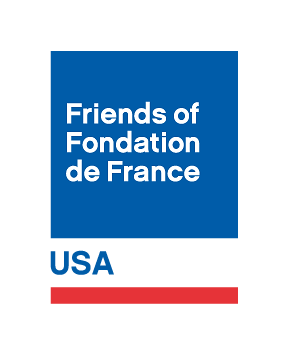 Friends of
Fondation
de France
USA